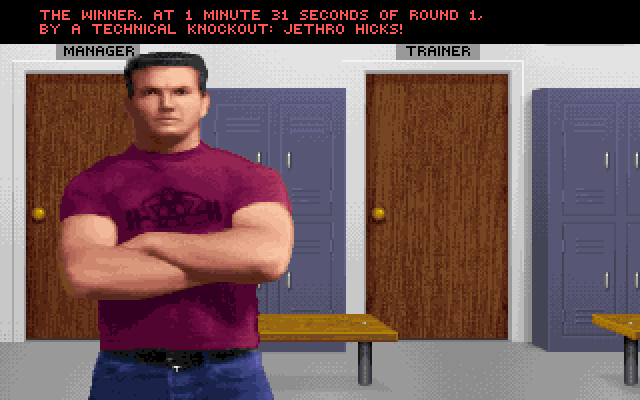 THE WINNER, AT 1 MINUTE 31 SECONDS OF ROUND 1,
BY A TECHNICAL KNOCKOUT: JETHRO HICKS!
MANAGER
TRAINER